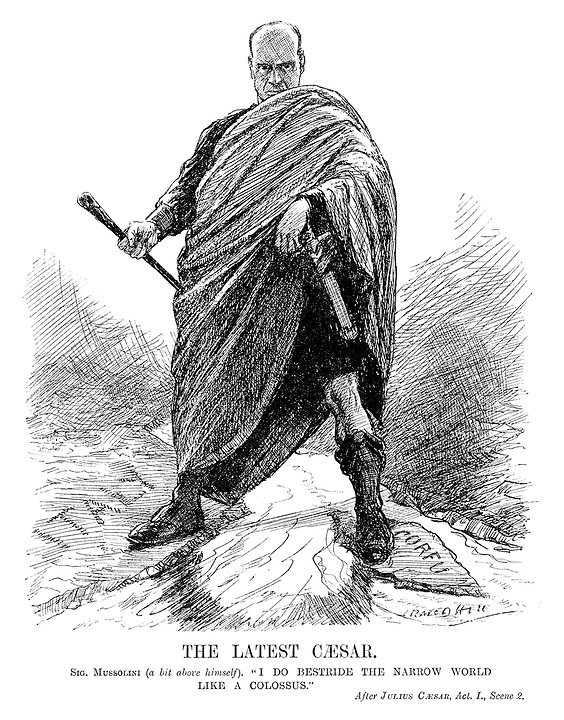 CORFU
THE LATEST CÆSAR.
SIG. MUSSOLINI (a bit above himself). "I DO BESTRIDE THE NARROW WORLD
LIKE A COLOSSUS."
After JULIUS CÆSAR, Act. I., Scene 2.